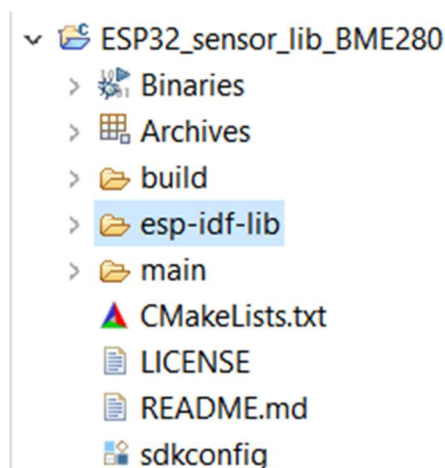 ESP32_sensor_lib_BME280
Binaries
Archives
build
esp-idf-lib
main
CMakeLists.txt
LICENSE
README.md
sdkconfig